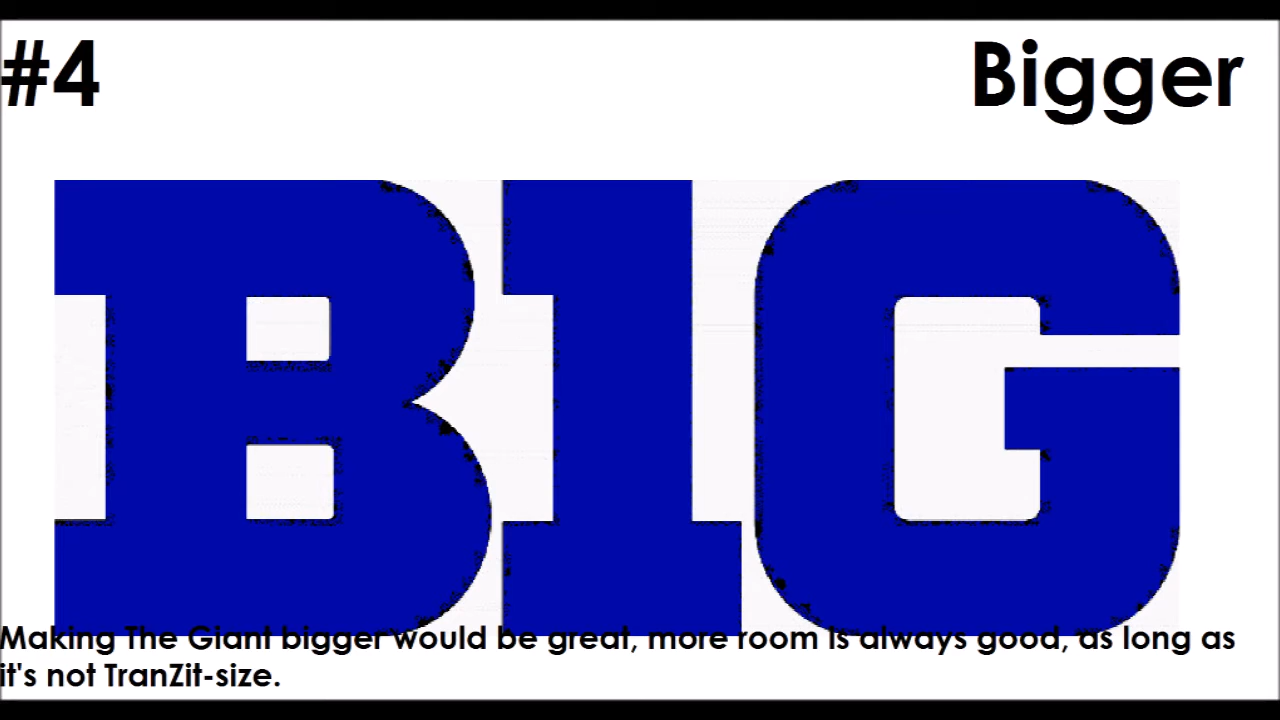 #4
Bigger
BIG
Making The Giant bigger would be great, more room is always good, as long as
it's not TranZit-size.